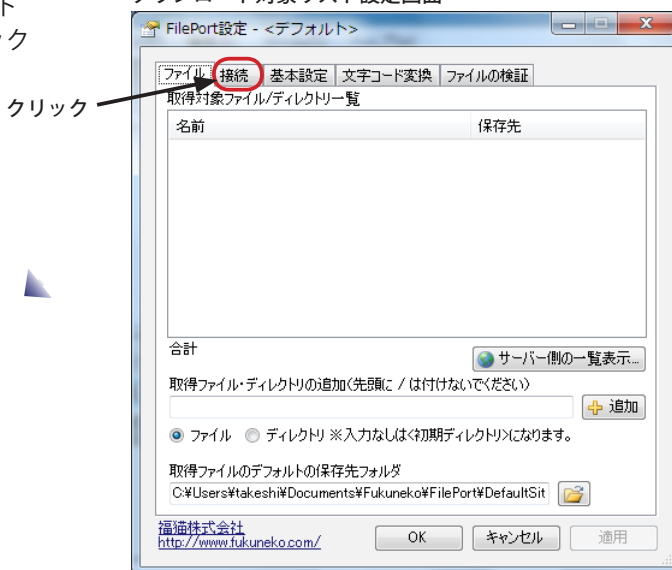 ト
ック
クリック
FilePort設定 - <デフォルト>
ファイル 接続 基本設定 文字コード変換 ファイルの検証
取得対象ファイル/ディレクトリ一覧
名前 保存先
合計
サーバー側の一覧表示...
取得ファイル・ディレクトリの追加(先頭に / は付けないでください)
追加
ファイル ディレクトリ ※入力なしは<初期ディレクトリ>になります。
取得ファイルのデフォルトの保存先フォルダ
C:¥Users¥takeshi¥Documents¥Fukuneko¥FilePort¥DefaultSit
福猫株式会社
http://www.fukuneko.com/
OK キャンセル 適用